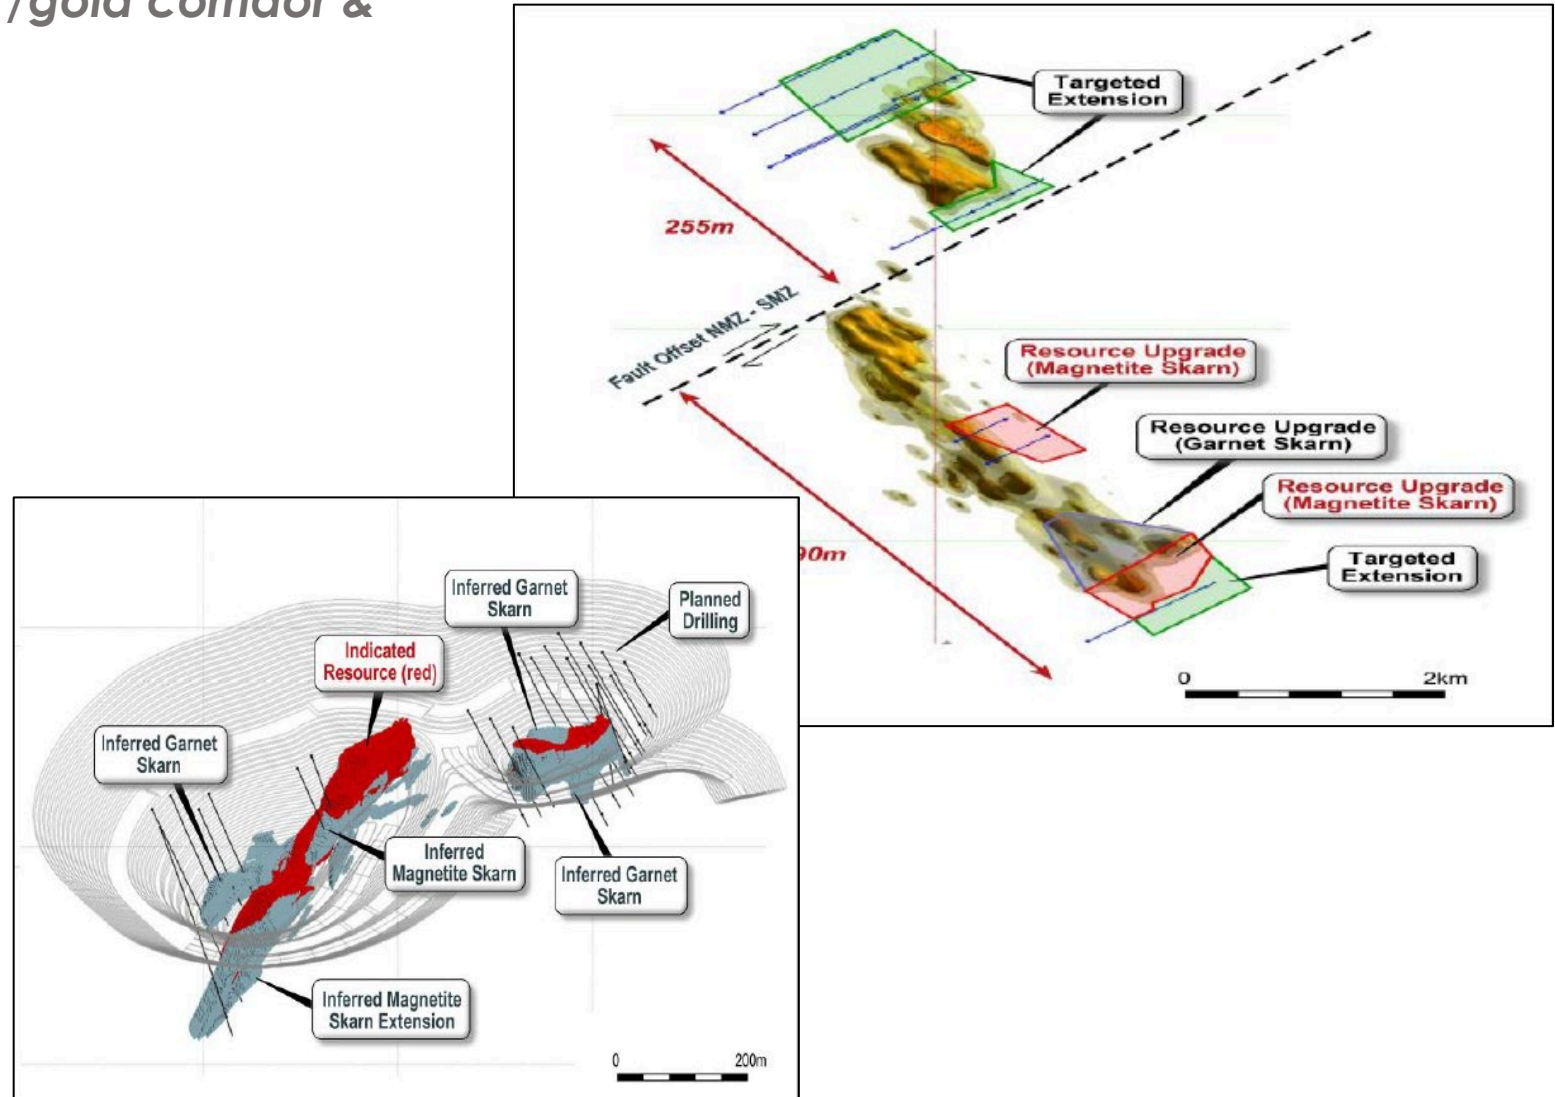 /gold corridor &
Targeted
Extension
255m
Fault Offset NMZ - SMZ
Resource Upgrade
(Magnetite Skarn)
Resource Upgrade
(Garnet Skarn)
Resource Upgrade
(Magnetite Skarn)
90m
Targeted
Extension
0 2km
Inferred Garnet
Skarn
Planned
Drilling
Indicated
Resource (red)
Inferred Garnet
Skarn
Inferred
Magnetite Skarn
Inferred Garnet
Skarn
Inferred Magnetite
Skarn Extension
0 200m